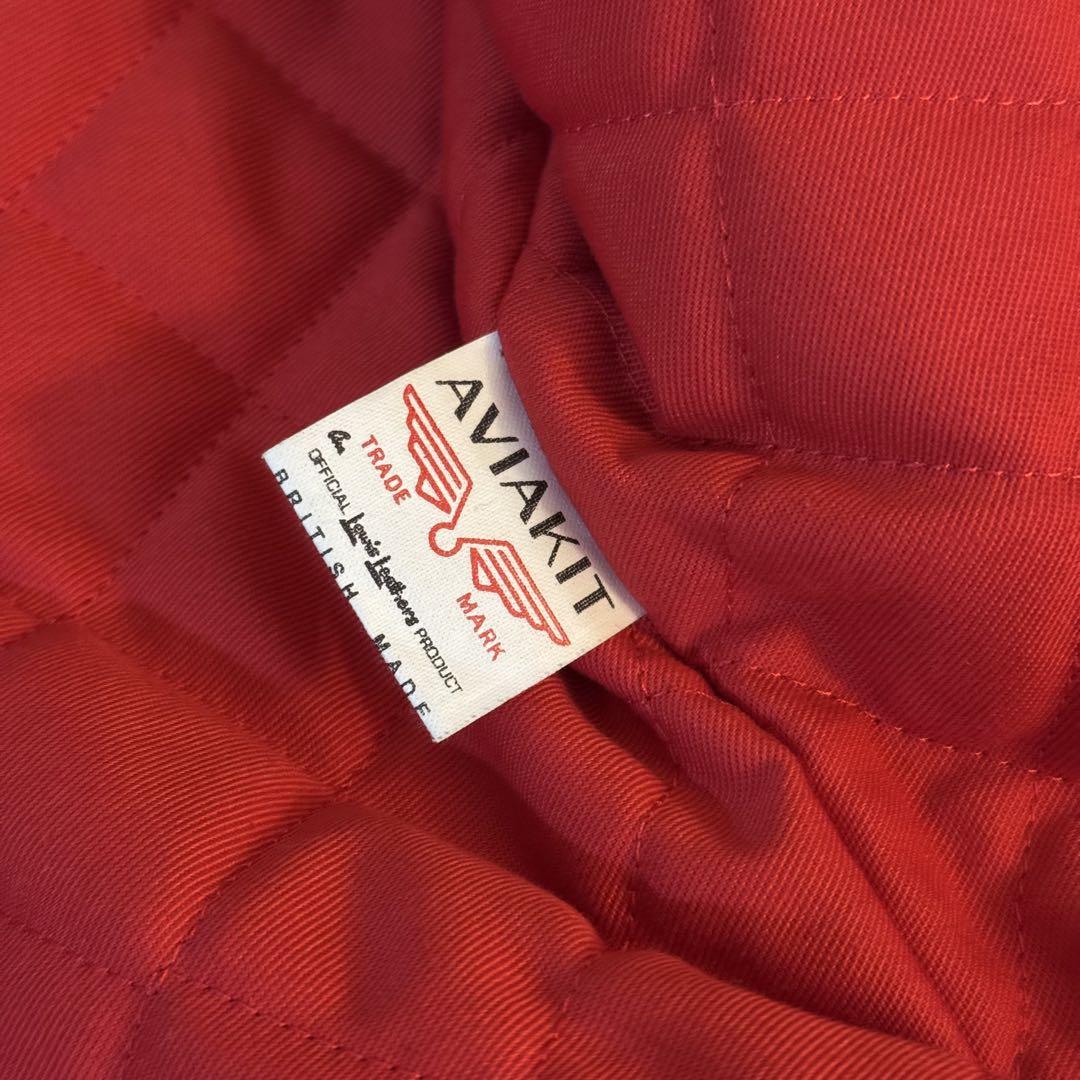 AVIAKIT
TRADE MARK
an
OFFICIAL Lewis Leathers PRODUCT
BRITISH MADE